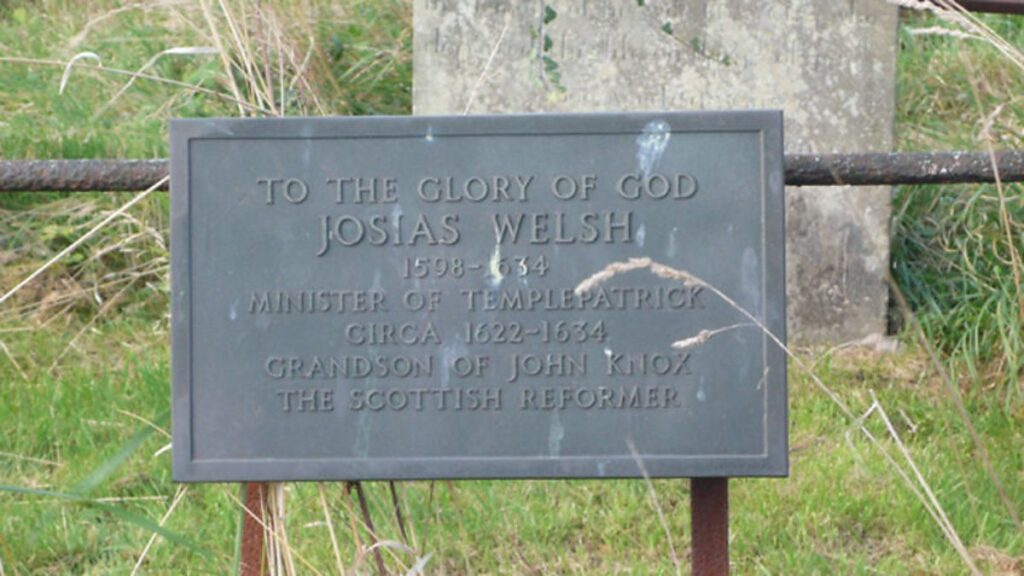 TO THE GLORY OF GOD
JOSIAS WELSH
1598-1634
MINISTER OF TEMPLEPATRICK
CIRCA 1622-1634
GRANDSON OF JOHN KNOX
THE SCOTTISH REFORMER